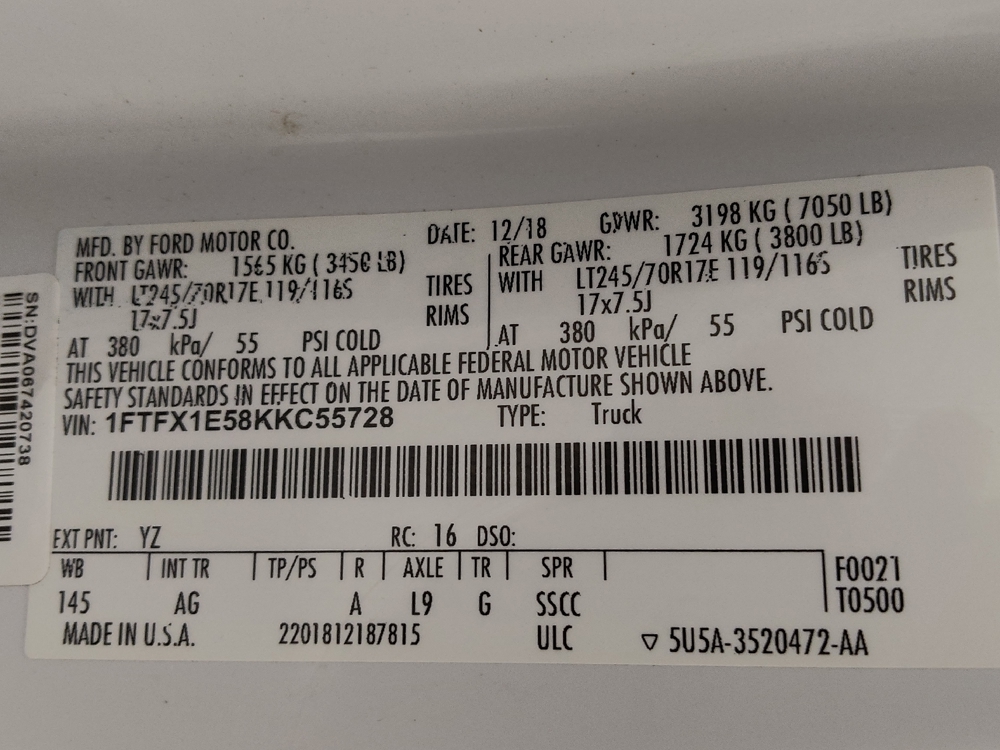 MFD. BY FORD MOTOR CO. DATE: 12/18 GVWR: 3198 KG ( 7050 LB)
FRONT GAWR: 1565 KG ( 3450 LB) REAR GAWR: 1724 KG ( 3800 LB)
WITH LT245/70R17E 119/116S TIRES WITH LT245/70R17E 119/116S TIRES
17x7.5J RIMS 17x7.5J RIMS
AT 380 kPa/ 55 PSI COLD AT 380 kPa/ 55 PSI COLD
THIS VEHICLE CONFORMS TO ALL APPLICABLE FEDERAL MOTOR VEHICLE
SAFETY STANDARDS IN EFFECT ON THE DATE OF MANUFACTURE SHOWN ABOVE.
VIN: 1FTFX1E58KKC55728 TYPE: Truck
EXT PNT: YZ RC: 16 DSO:
WB INT TR TP/PS R AXLE TR SPR F0021
145 AG A L9 G SSCC T0500
MADE IN U.S.A. 2201812187815 ULC ▽ 5U5A-3520472-AA
SN:DVA067420738